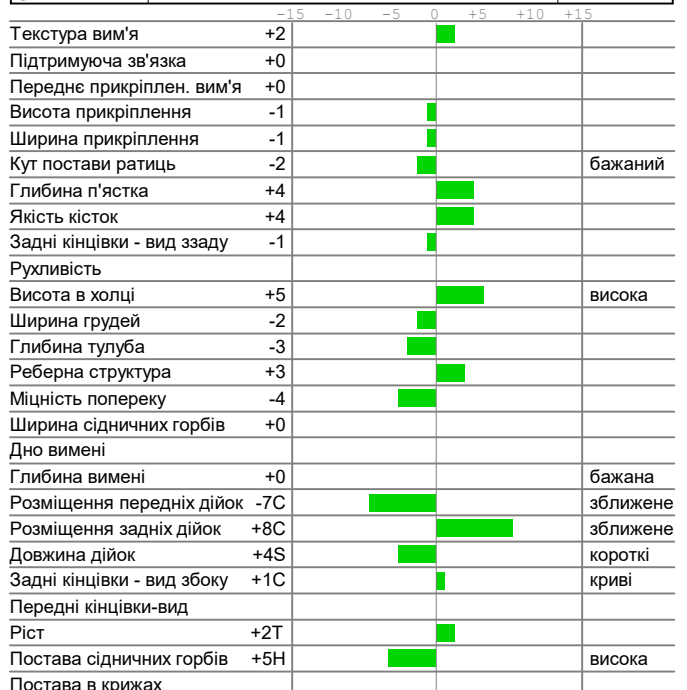 -15 -10 -5 0 +5 +10 +15
Текстура вим'я +2
Підтримуюча зв'язка +0
Переднє прикріплен. вим'я +0
Висота прикріплення -1
Ширина прикріплення -1
Кут постави ратиць -2 бажаний
Глибина п'ястка +4
Якість кісток +4
Задні кінцівки - вид ззаду -1
Рухливість
Висота в холці +5 висока
Ширина грудей -2
Глибина тулуба -3
Реберна структура +3
Міцність попереку -4
Ширина сідничних горбів +0
Дно вимені
Глибина вимені +0 бажана
Розміщення передніх дійок -7C зближене
Розміщення задніх дійок +8C зближене
Довжина дійок +4S короткі
Задні кінцівки - вид збоку +1C криві
Передні кінцівки-вид
Ріст +2T
Постава сідничних горбів +5H висока
Постава в крижах